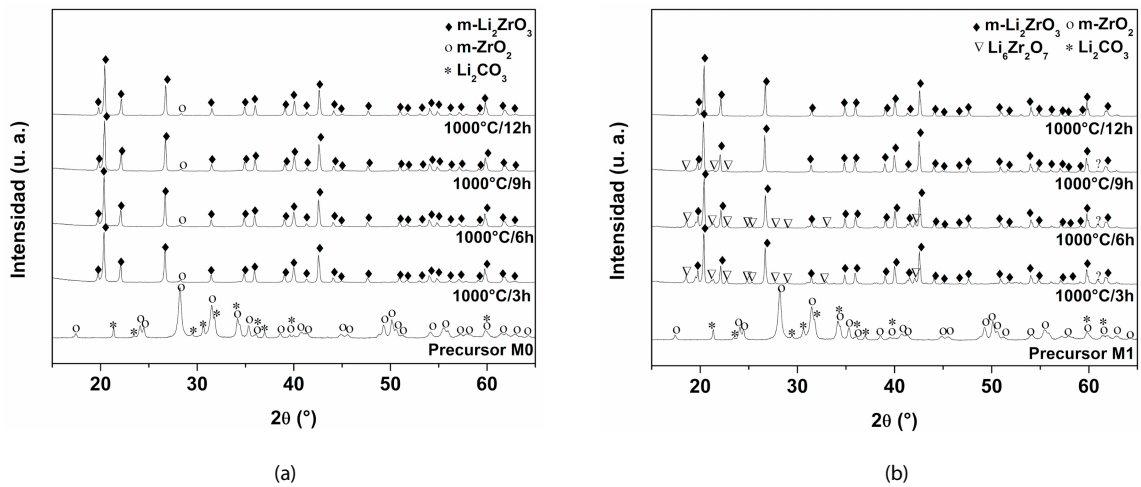 ♦ m-Li₂ZrO₃
o m-ZrO₂
* Li₂CO₃
1000°C/12h
1000°C/9h
1000°C/6h
1000°C/3h
Precursor M0
Intensidad (u. a.)
20 30 40 50 60
2θ (°)
(a)
♦ m-Li₂ZrO₃ o m-ZrO₂
▽ Li₆Zr₂O₇ * Li₂CO₃
1000°C/12h
?
1000°C/9h
?
1000°C/6h
?
1000°C/3h
Precursor M1
Intensidad (u. a.)
20 30 40 50 60
2θ (°)
(b)